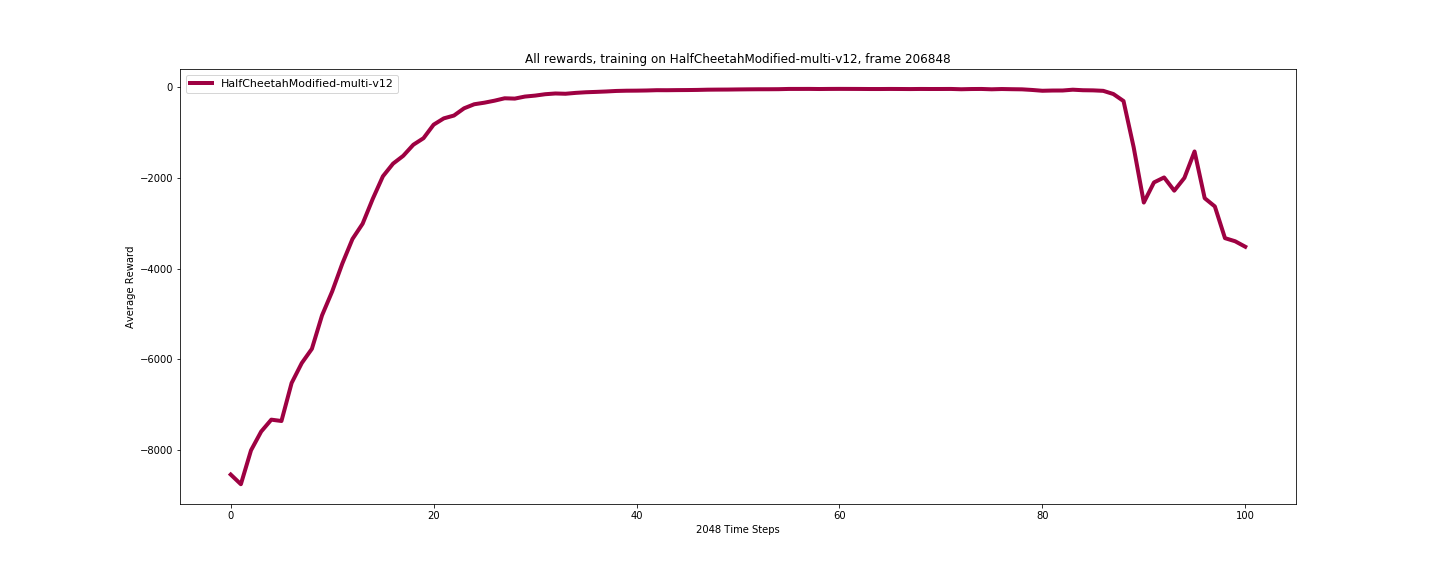 All rewards, training on HalfCheetahModified-multi-v12, frame 206848
HalfCheetahModified-multi-v12
0
−2000
−4000
−6000
−8000
Average Reward
0 20 40 60 80 100
2048 Time Steps